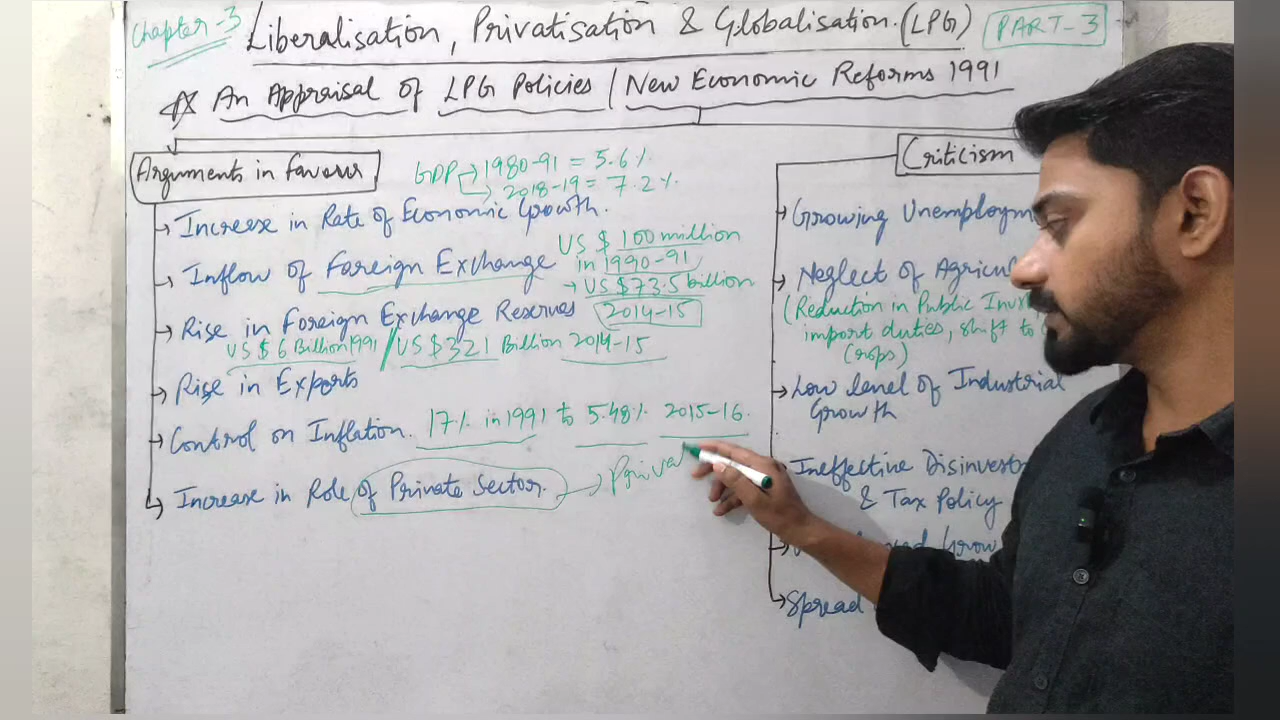 Chapter-3
Liberalisation, Privatisation & Globalisation. (LPG)
PART-3
An Appraisal of LPG Policies / New Economic Reforms 1991
Arguments in favour
GDP → 1980-91 = 5.6%
→ 2018-19 = 7.2%.
→ Increase in Rate of Economic Growth.
→ Inflow of Foreign Exchange
US $ 100 million
in 1990-91
→ US $73.5 billion
2014-15
→ Rise in Foreign Exchange Reserves
US $ 6 Billion 1991 / US $ 321 Billion 2014-15
→ Rise in Exports
→ Control on Inflation. 17% in 1991 to 5.48% 2015-16.
→ Increase in Role of Private Sector. → Priva
Criticism
→ Growing
→ Neglect of
(Reduction in Public
import duties, shift to
Crops)
→ Low level of Industrial
Growth
→ Ineffective
& Tax Policy
→ Spread